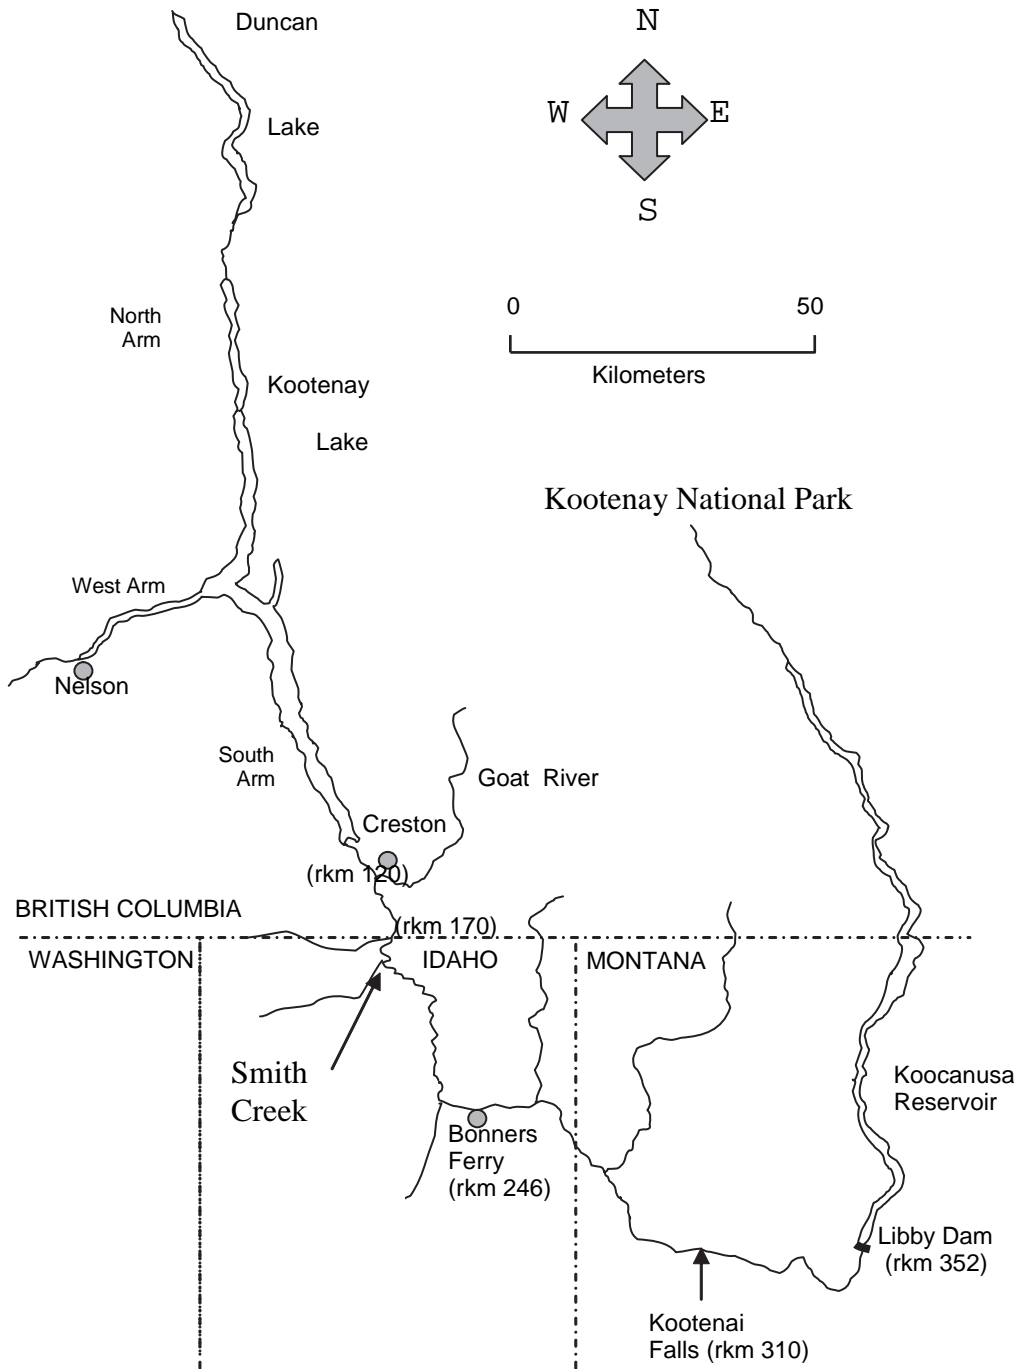 Duncan
Lake
N
W
E
S
0
50
Kilometers
North
Arm
Kootenay
Lake
Kootenay National Park
West Arm
Nelson
South
Arm
Goat River
Creston
(rkm 120)
BRITISH COLUMBIA
(rkm 170)
WASHINGTON
IDAHO
MONTANA
Smith
Creek
Koocanusa
Reservoir
Bonners
Ferry
(rkm 246)
Libby Dam
(rkm 352)
Kootenai
Falls (rkm 310)